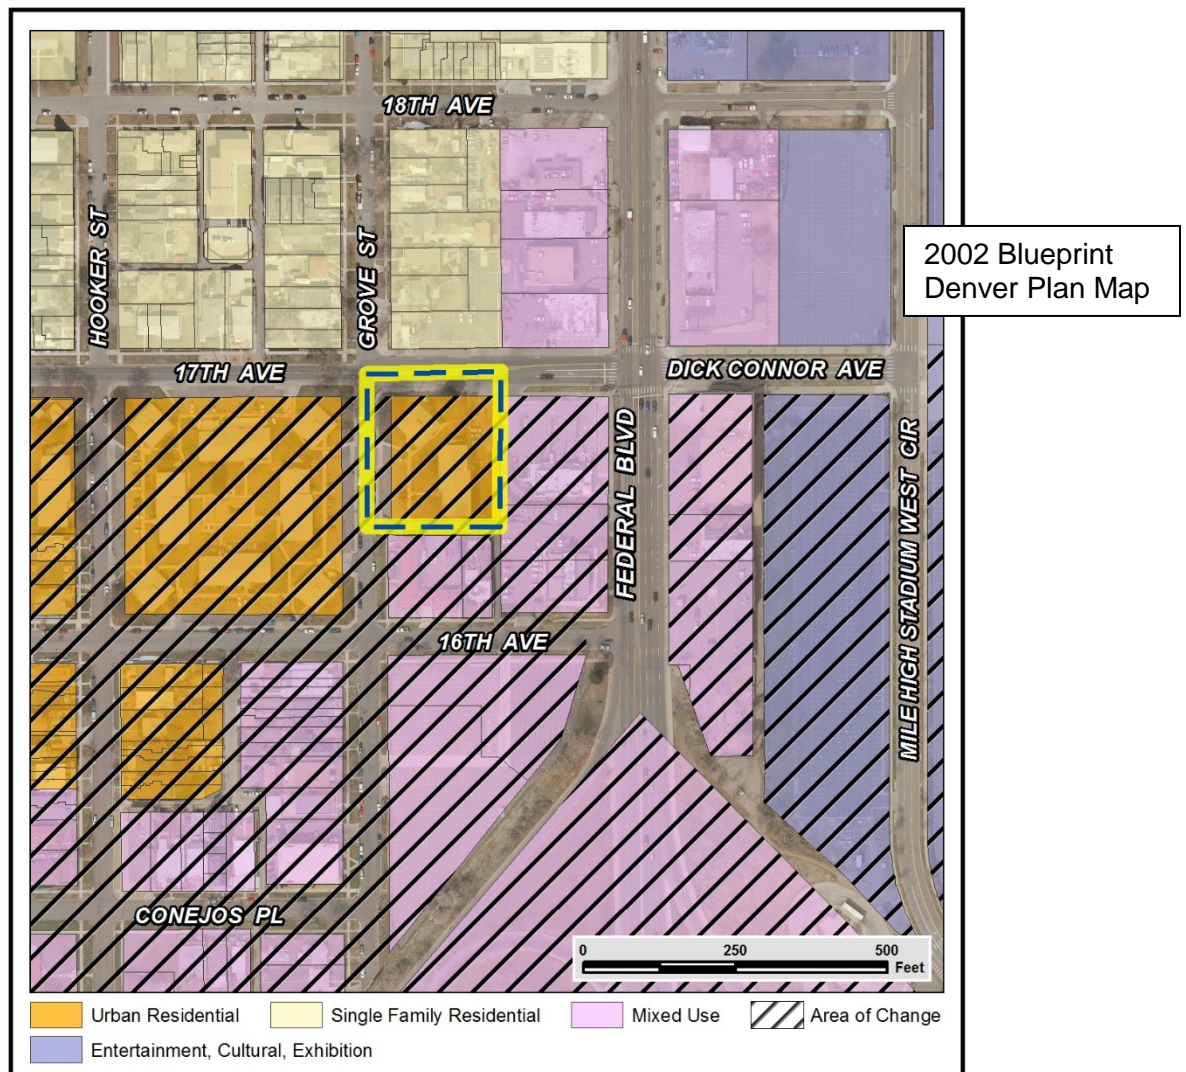 18TH AVE
HOOKER ST
GROVE ST
2002 Blueprint
Denver Plan Map
17TH AVE
DICK CONNOR AVE
FEDERAL BLVD
MILE HIGH STADIUM WEST CIR
16TH AVE
CONEJOS PL
0 250 500
Feet
Urban Residential
Single Family Residential
Mixed Use
Area of Change
Entertainment, Cultural, Exhibition